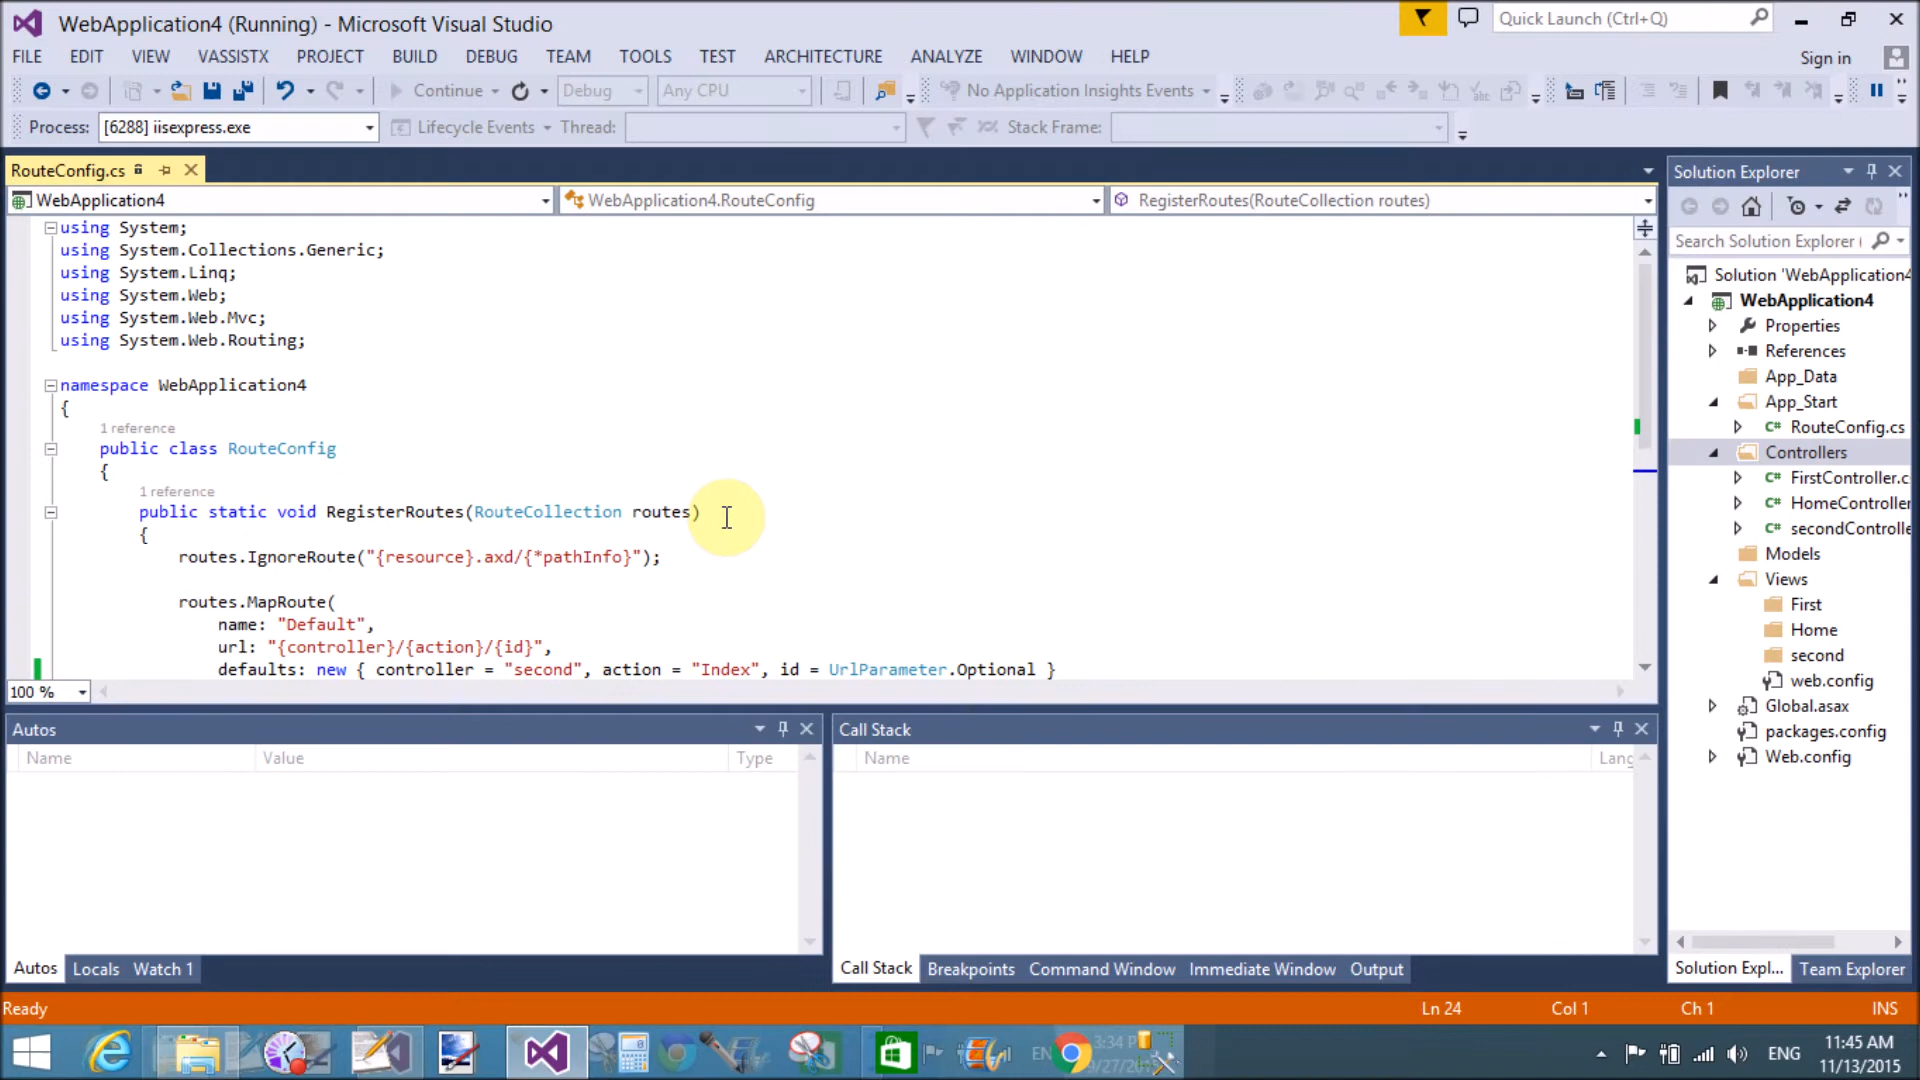 WebApplication4 (Running) - Microsoft Visual Studio
Quick Launch (Ctrl+Q)
FILE EDIT VIEW VASSISTX PROJECT BUILD DEBUG TEAM TOOLS TEST ARCHITECTURE ANALYZE WINDOW HELP
Sign in
Continue Debug Any CPU No Application Insights Events
Process: [6288] iisexpress.exe Lifecycle Events Thread: Stack Frame:
RouteConfig.cs
WebApplication4 WebApplication4.RouteConfig RegisterRoutes(RouteCollection routes)
using System;
using System.Collections.Generic;
using System.Linq;
using System.Web;
using System.Web.Mvc;
using System.Web.Routing;
namespace WebApplication4
{
1 reference
public class RouteConfig
{
1 reference
public static void RegisterRoutes(RouteCollection routes)
{
routes.IgnoreRoute("{resource}.axd/{*pathInfo}");
routes.MapRoute(
name: "Default",
url: "{controller}/{action}/{id}",
defaults: new { controller = "second", action = "Index", id = UrlParameter.Optional }
100 %
Solution Explorer
Search Solution Explorer (
Solution 'WebApplication4
WebApplication4
Properties
References
App_Data
App_Start
C# RouteConfig.cs
Controllers
C# FirstController.c
C# HomeController
C# secondControlle
Models
Views
First
Home
second
web.config
Global.asax
packages.config
Web.config
Solution Expl... Team Explorer
Autos
Name Value Type
Autos Locals Watch 1
Call Stack
Name Lang
Call Stack Breakpoints Command Window Immediate Window Output
Ready Ln 24 Col 1 Ch 1 INS
EN 3:34 P
ENG 11:45 AM
11/13/2015